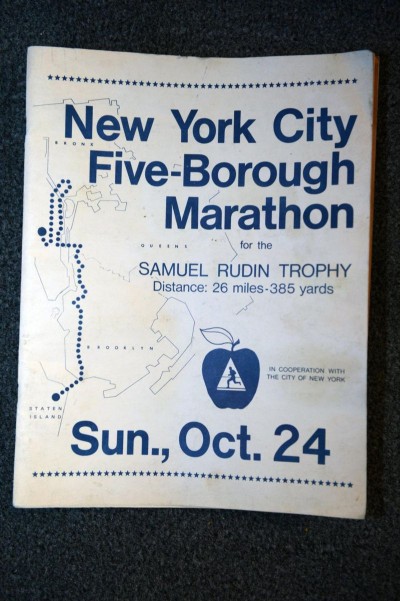 New York City
Five-Borough
Marathon
for the
SAMUEL RUDIN TROPHY
Distance: 26 miles-385 yards
BRONX
QUEENS
BROOKLYN
STATEN
ISLAND
IN COOPERATION WITH
THE CITY OF NEW YORK
Sun., Oct. 24